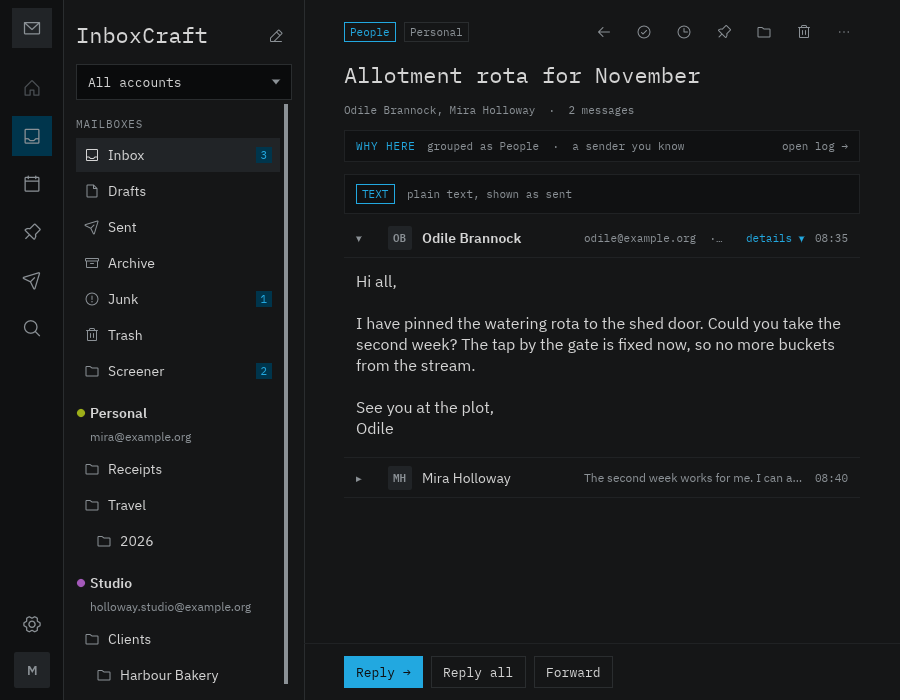 InboxCraft
All accounts
MAILBOXES
Inbox 3
Drafts
Sent
Archive
Junk 1
Trash
Screener 2
Personal
mira@example.org
Receipts
Travel
2026
Studio
holloway.studio@example.org
Clients
Harbour Bakery
M
People Personal
Allotment rota for November
Odile Brannock, Mira Holloway · 2 messages
WHY HERE grouped as People · a sender you know open log →
TEXT plain text, shown as sent
▾ OB Odile Brannock odile@example.org ·… details ▾ 08:35
Hi all,
I have pinned the watering rota to the shed door. Could you take the
second week? The tap by the gate is fixed now, so no more buckets
from the stream.
See you at the plot,
Odile
▸ MH Mira Holloway The second week works for me. I can a… 08:40
Reply → Reply all Forward